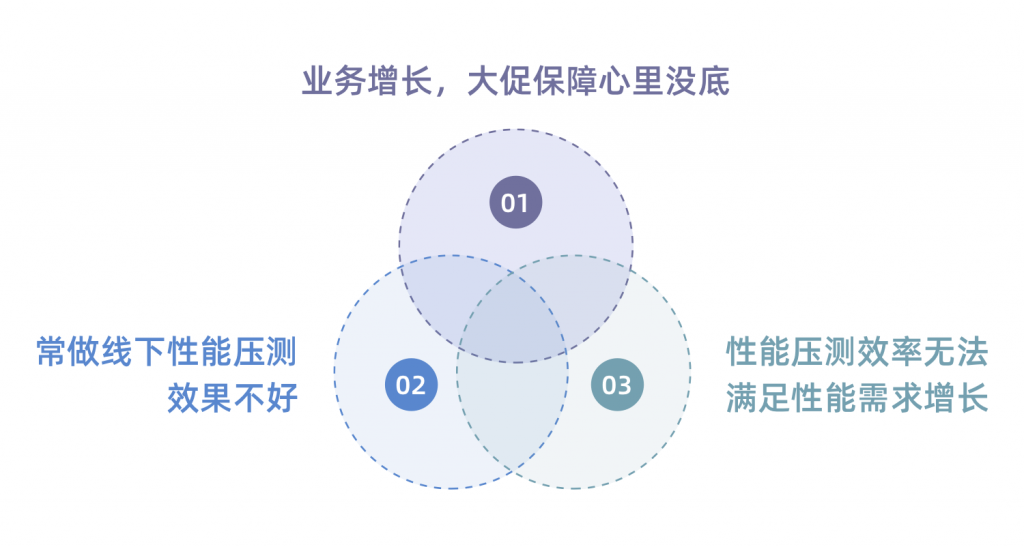 业务增长，大促保障心里没底
01
常做线下性能压测
效果不好
02
03
性能压测效率无法
满足性能需求增长